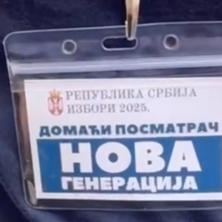 РЕПУБЛИКА СРБИЈА
ИЗБОРИ 2025.
ДОМАЋИ ПОСМАТРАЧ
НОВА
ГЕНЕРАЦИЈА